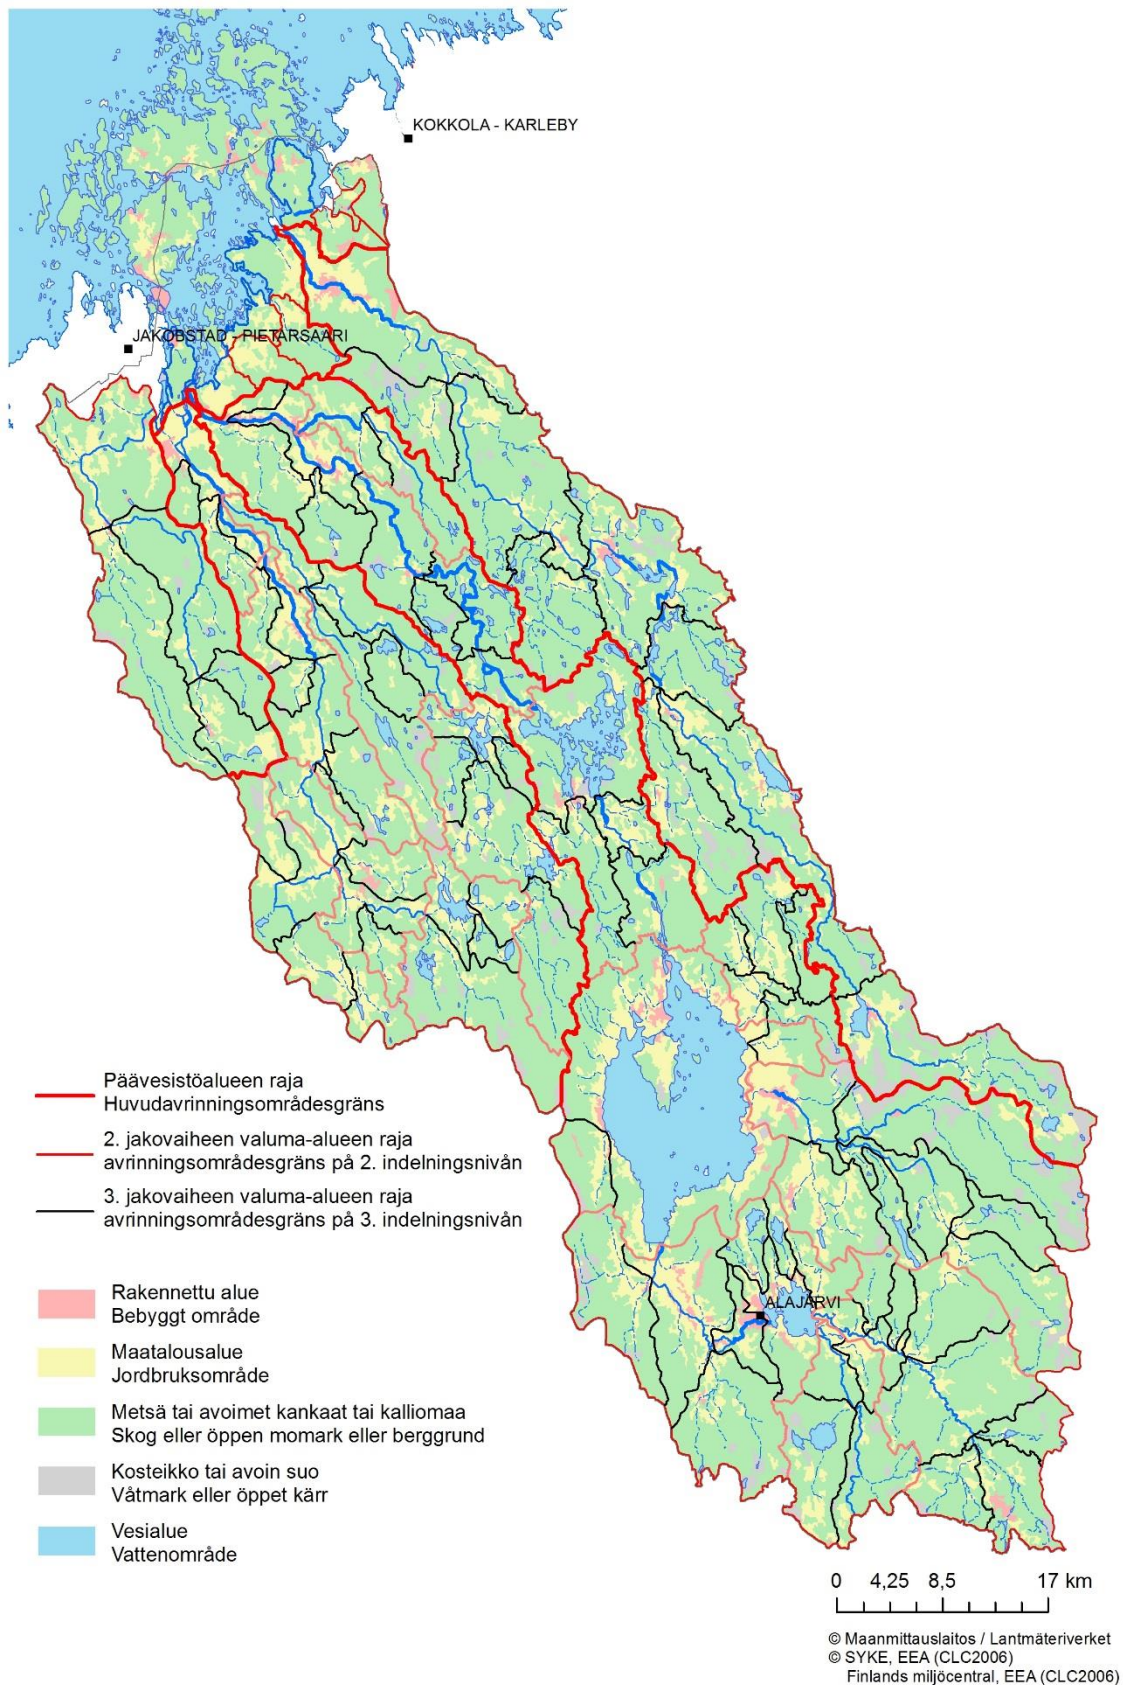 KOKKOLA - KARLEBY
JAKOBSTAD - PIETARSAARI
ALAJÄRVI
Päävesistöalueen raja
Huvudavrinningsområdesgräns
2. jakovaiheen valuma-alueen raja
avrinningsområdesgräns på 2. indelningsnivån
3. jakovaiheen valuma-alueen raja
avrinningsområdesgräns på 3. indelningsnivån
Rakennettu alue
Bebyggt område
Maatalousalue
Jordbruksområde
Metsä tai avoimet kankaat tai kalliomaa
Skog eller öppen momark eller berggrund
Kosteikko tai avoin suo
Våtmark eller öppet kärr
Vesialue
Vattenområde
0 4,25 8,5 17 km
© Maanmittauslaitos / Lantmäteriverket
© SYKE, EEA (CLC2006)
Finlands miljöcentral, EEA (CLC2006)